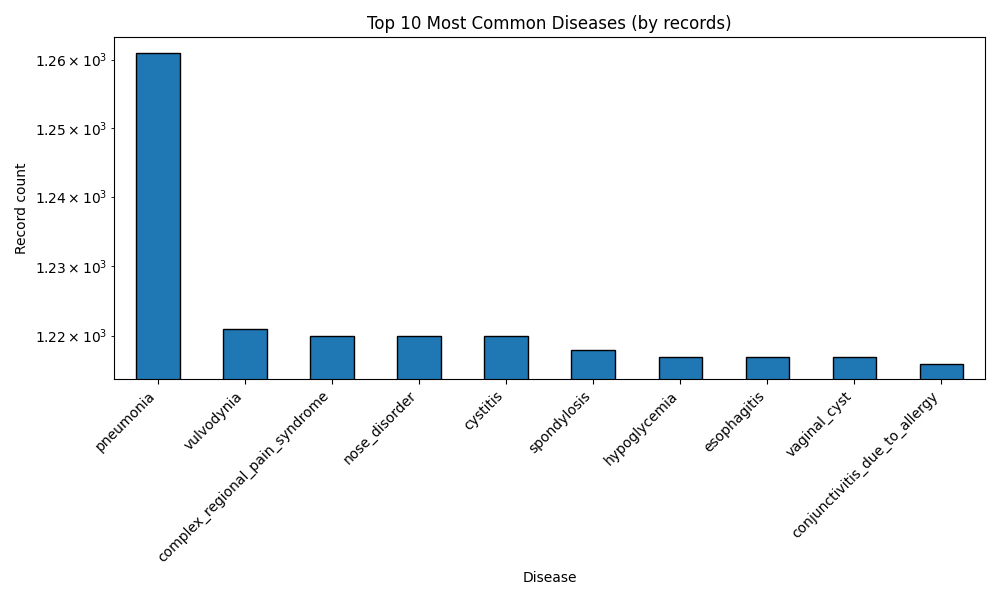 Top 10 Most Common Diseases (by records)
Record count
1.26 × 10³
1.25 × 10³
1.24 × 10³
1.23 × 10³
1.22 × 10³
pneumonia
vulvodynia
complex_regional_pain_syndrome
nose_disorder
cystitis
spondylosis
hypoglycemia
esophagitis
vaginal_cyst
conjunctivitis_due_to_allergy
Disease